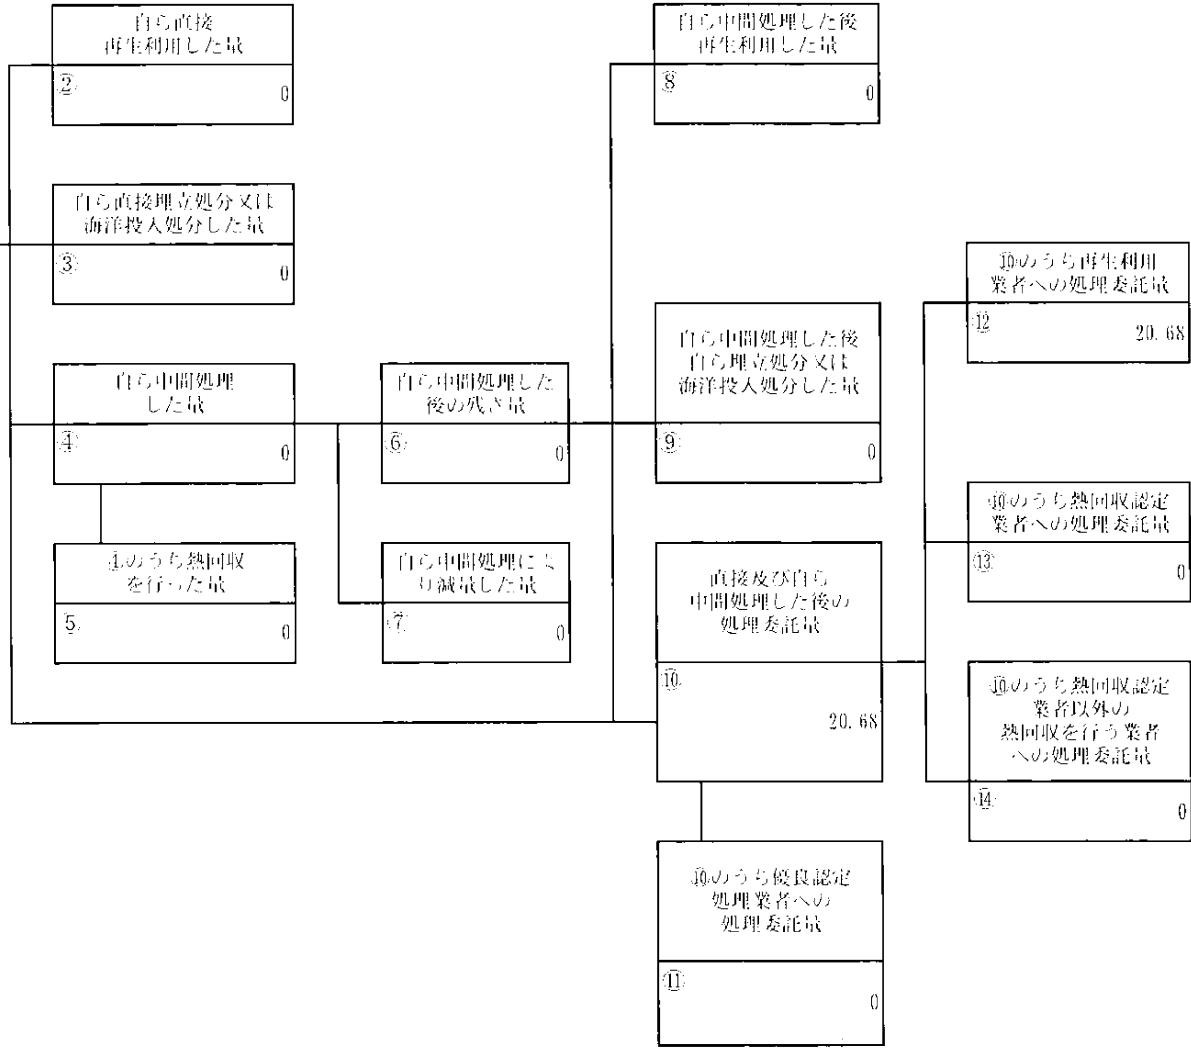 自ら直接
再生利用した量
②
0
自ら直接埋立処分又は
海洋投入処分した量
③
0
自ら中間処理
した量
④
0
④のうち熱回収
を行った量
⑤
0
自ら中間処理した
後の残さ量
⑥
0
自ら中間処理によ
り減量した量
⑦
0
自ら中間処理した後
再生利用した量
⑧
0
自ら中間処理した後
自ら埋立処分又は
海洋投入処分した量
⑨
0
直接及び自ら
中間処理した後の
処理委託量
⑩
20.68
⑩のうち優良認定
処理業者への
処理委託量
⑪
0
⑩のうち再生利用
業者への処理委託量
⑫
20.68
⑩のうち熱回収認定
業者への処理委託量
⑬
0
⑩のうち熱回収認定
業者以外の
熱回収を行う業者
への処理委託量
⑭
0